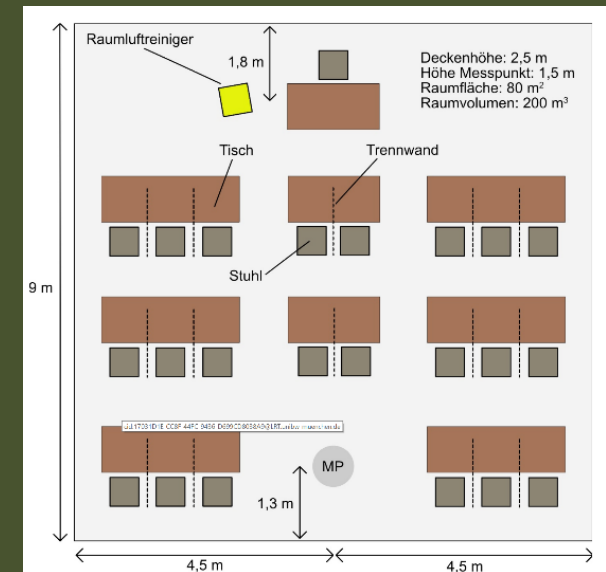 Raumluftreiniger
1,8 m
Deckenhöhe: 2,5 m
Höhe Messpunkt: 1,5 m
Raumfläche: 80 m²
Raumvolumen: 200 m³
Tisch
Trennwand
Stuhl
9 m
MP
1,3 m
4,5 m
4.5 m